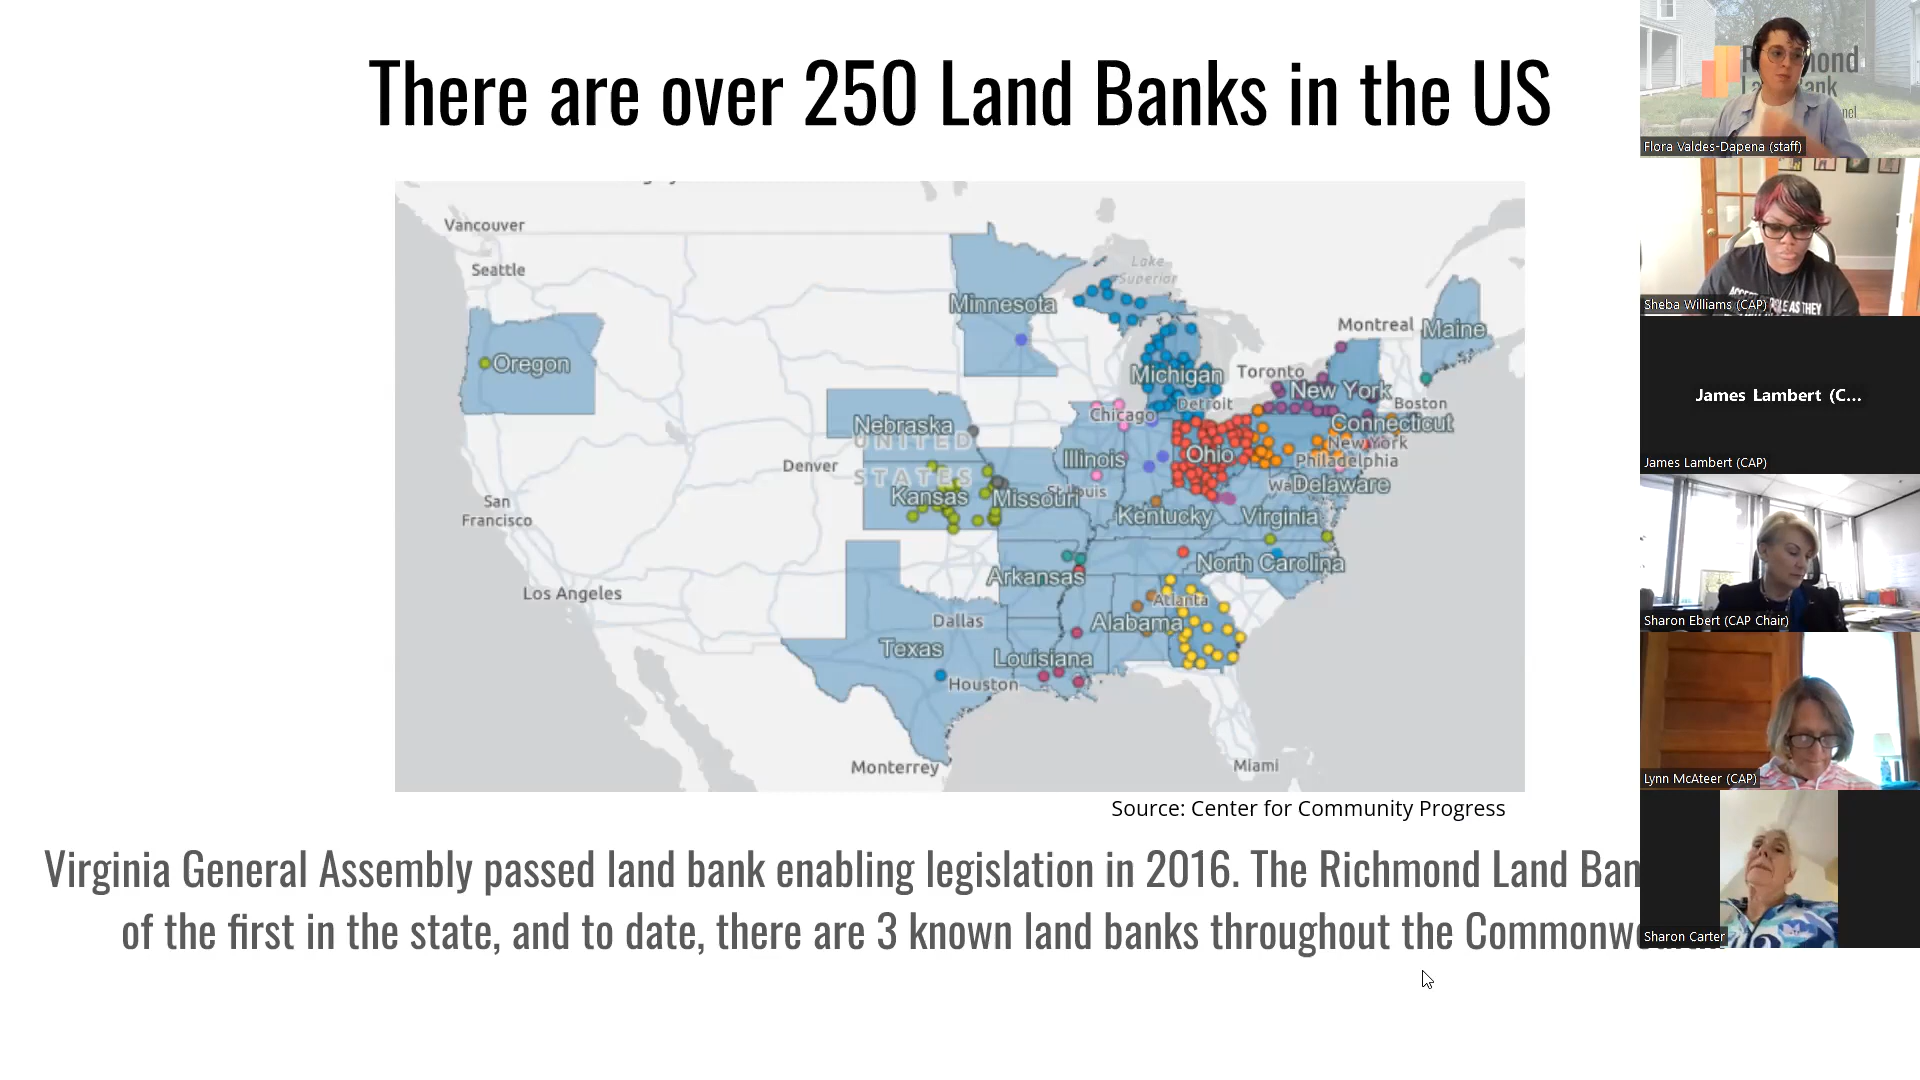 There are over 250 Land Banks in the US
Vancouver
Seattle
Lake
Superior
Minnesota
Montreal
Maine
Oregon
Michigan
Toronto
New York
Chicago
Detroit
Boston
Nebraska
Connecticut
UNITED
New York
Denver
Illinois
Ohio
Philadelphia
STATES
Delaware
San
Francisco
Kansas
Missouri
Kentucky
Virginia
North Carolina
Arkansas
Los Angeles
Atlanta
Dallas
Alabama
Texas
Louisiana
Houston
Monterrey
Miami
Source: Center for Community Progress
Virginia General Assembly passed land bank enabling legislation in 2016. The Richmond Land Ban
of the first in the state, and to date, there are 3 known land banks throughout the
Flora Valdes-Dapena (staff)
Sheba Williams (CAP)
James Lambert (C...
James Lambert (CAP)
Sharon Ebert (CAP Chair)
Lynn McAteer (CAP)
Sharon Carter